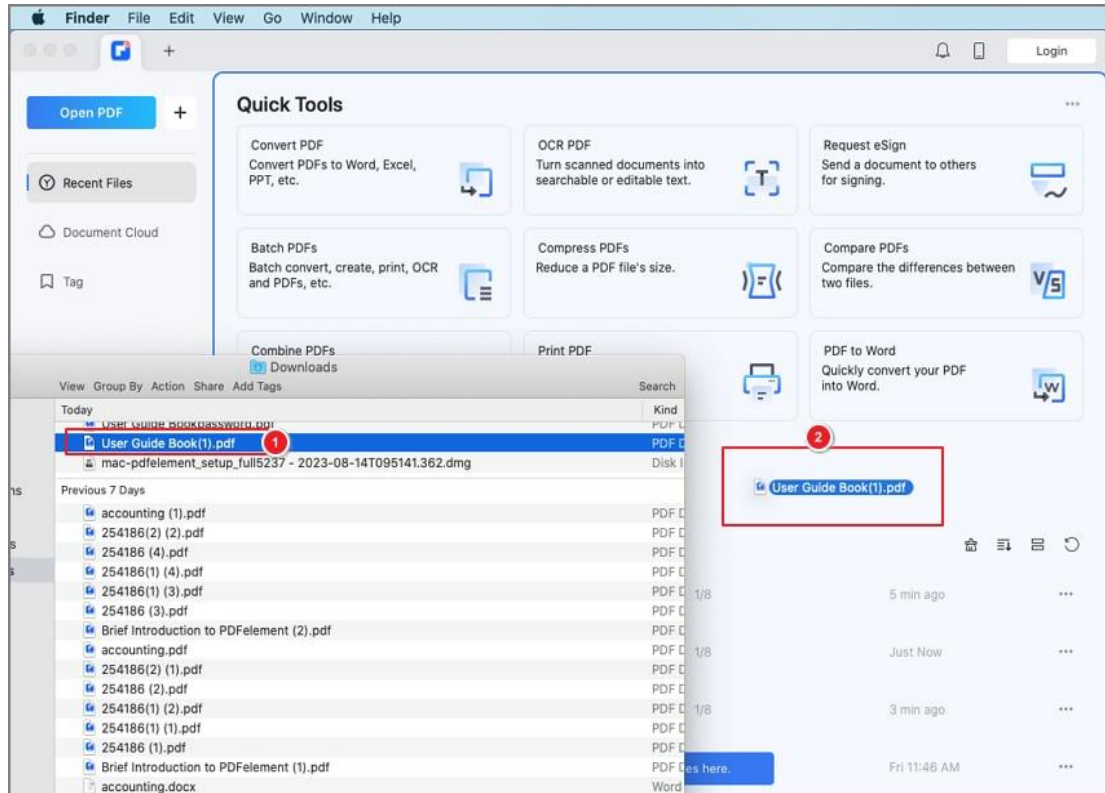 Finder File Edit View Go Window Help
+
Login
Open PDF
+
Recent Files
Document Cloud
Tag
Quick Tools
Convert PDF
Convert PDFs to Word, Excel,
PPT, etc.
OCR PDF
Turn scanned documents into
searchable or editable text.
T
Request eSign
Send a document to others
for signing.
Batch PDFs
Batch convert, create, print, OCR
and PDFs, etc.
Compress PDFs
Reduce a PDF file's size.
Compare PDFs
Compare the differences between
two files.
V/S
Combine PDFs
Print PDF
PDF to Word
Quickly convert your PDF
into Word.
W
Downloads
View Group By Action Share Add Tags
Search
Today
Kind
User Guide Bookpassword.pdf
User Guide Book(1).pdf
1
PDF
mac-pdfelement_setup_full5237 - 2023-08-14T095141.362.dmg
Disk
Previous 7 Days
accounting (1).pdf
PDF
254186(2) (2).pdf
PDF
254186 (4).pdf
PDF
254186(1) (4).pdf
PDF
254186(1) (3).pdf
PDF
254186 (3).pdf
PDF
Brief Introduction to PDFelement (2).pdf
PDF
accounting.pdf
PDF
254186(2) (1).pdf
PDF
254186 (2).pdf
PDF
254186(1) (2).pdf
PDF
254186(1) (1).pdf
PDF
254186 (1).pdf
PDF
Brief Introduction to PDFelement (1).pdf
PDF
accounting.docx
Word
2
User Guide Book(1).pdf
1/8
5 min ago
1/8
Just Now
1/8
3 min ago
here.
Fri 11:46 AM